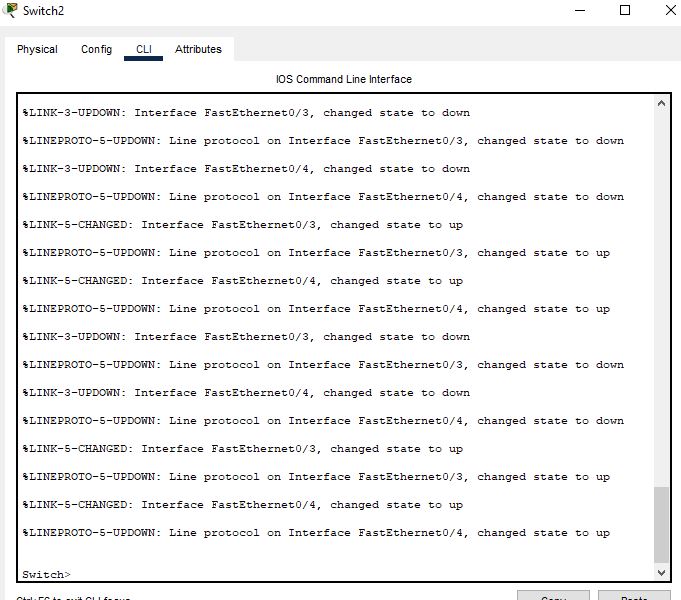 Switch2
Physical Config CLI Attributes
IOS Command Line Interface
%LINK-3-UPDOWN: Interface FastEthernet0/3, changed state to down
%LINEPROTO-5-UPDOWN: Line protocol on Interface FastEthernet0/3, changed state to down
%LINK-3-UPDOWN: Interface FastEthernet0/4, changed state to down
%LINEPROTO-5-UPDOWN: Line protocol on Interface FastEthernet0/4, changed state to down
%LINK-5-CHANGED: Interface FastEthernet0/3, changed state to up
%LINEPROTO-5-UPDOWN: Line protocol on Interface FastEthernet0/3, changed state to up
%LINK-5-CHANGED: Interface FastEthernet0/4, changed state to up
%LINEPROTO-5-UPDOWN: Line protocol on Interface FastEthernet0/4, changed state to up
%LINK-3-UPDOWN: Interface FastEthernet0/3, changed state to down
%LINEPROTO-5-UPDOWN: Line protocol on Interface FastEthernet0/3, changed state to down
%LINK-3-UPDOWN: Interface FastEthernet0/4, changed state to down
%LINEPROTO-5-UPDOWN: Line protocol on Interface FastEthernet0/4, changed state to down
%LINK-5-CHANGED: Interface FastEthernet0/3, changed state to up
%LINEPROTO-5-UPDOWN: Line protocol on Interface FastEthernet0/3, changed state to up
%LINK-5-CHANGED: Interface FastEthernet0/4, changed state to up
%LINEPROTO-5-UPDOWN: Line protocol on Interface FastEthernet0/4, changed state to up
Switch>
Ctrl+F6 to exit CLI focus
Copy Paste